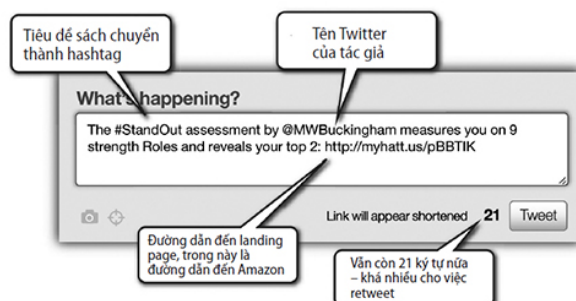 Tiêu đề sách chuyển
thành hashtag
Tên Twitter
của tác giả
What's happening?
The #StandOut assessment by @MWBuckingham measures you on 9
strength Roles and reveals your top 2: http://myhatt.us/pBBTIK
Link will appear shortened 21 Tweet
Đường dẫn đến landing
page, trong này là
đường dẫn đến Amazon
Vẫn còn 21 ký tự nữa
– khá nhiều cho việc
retweet